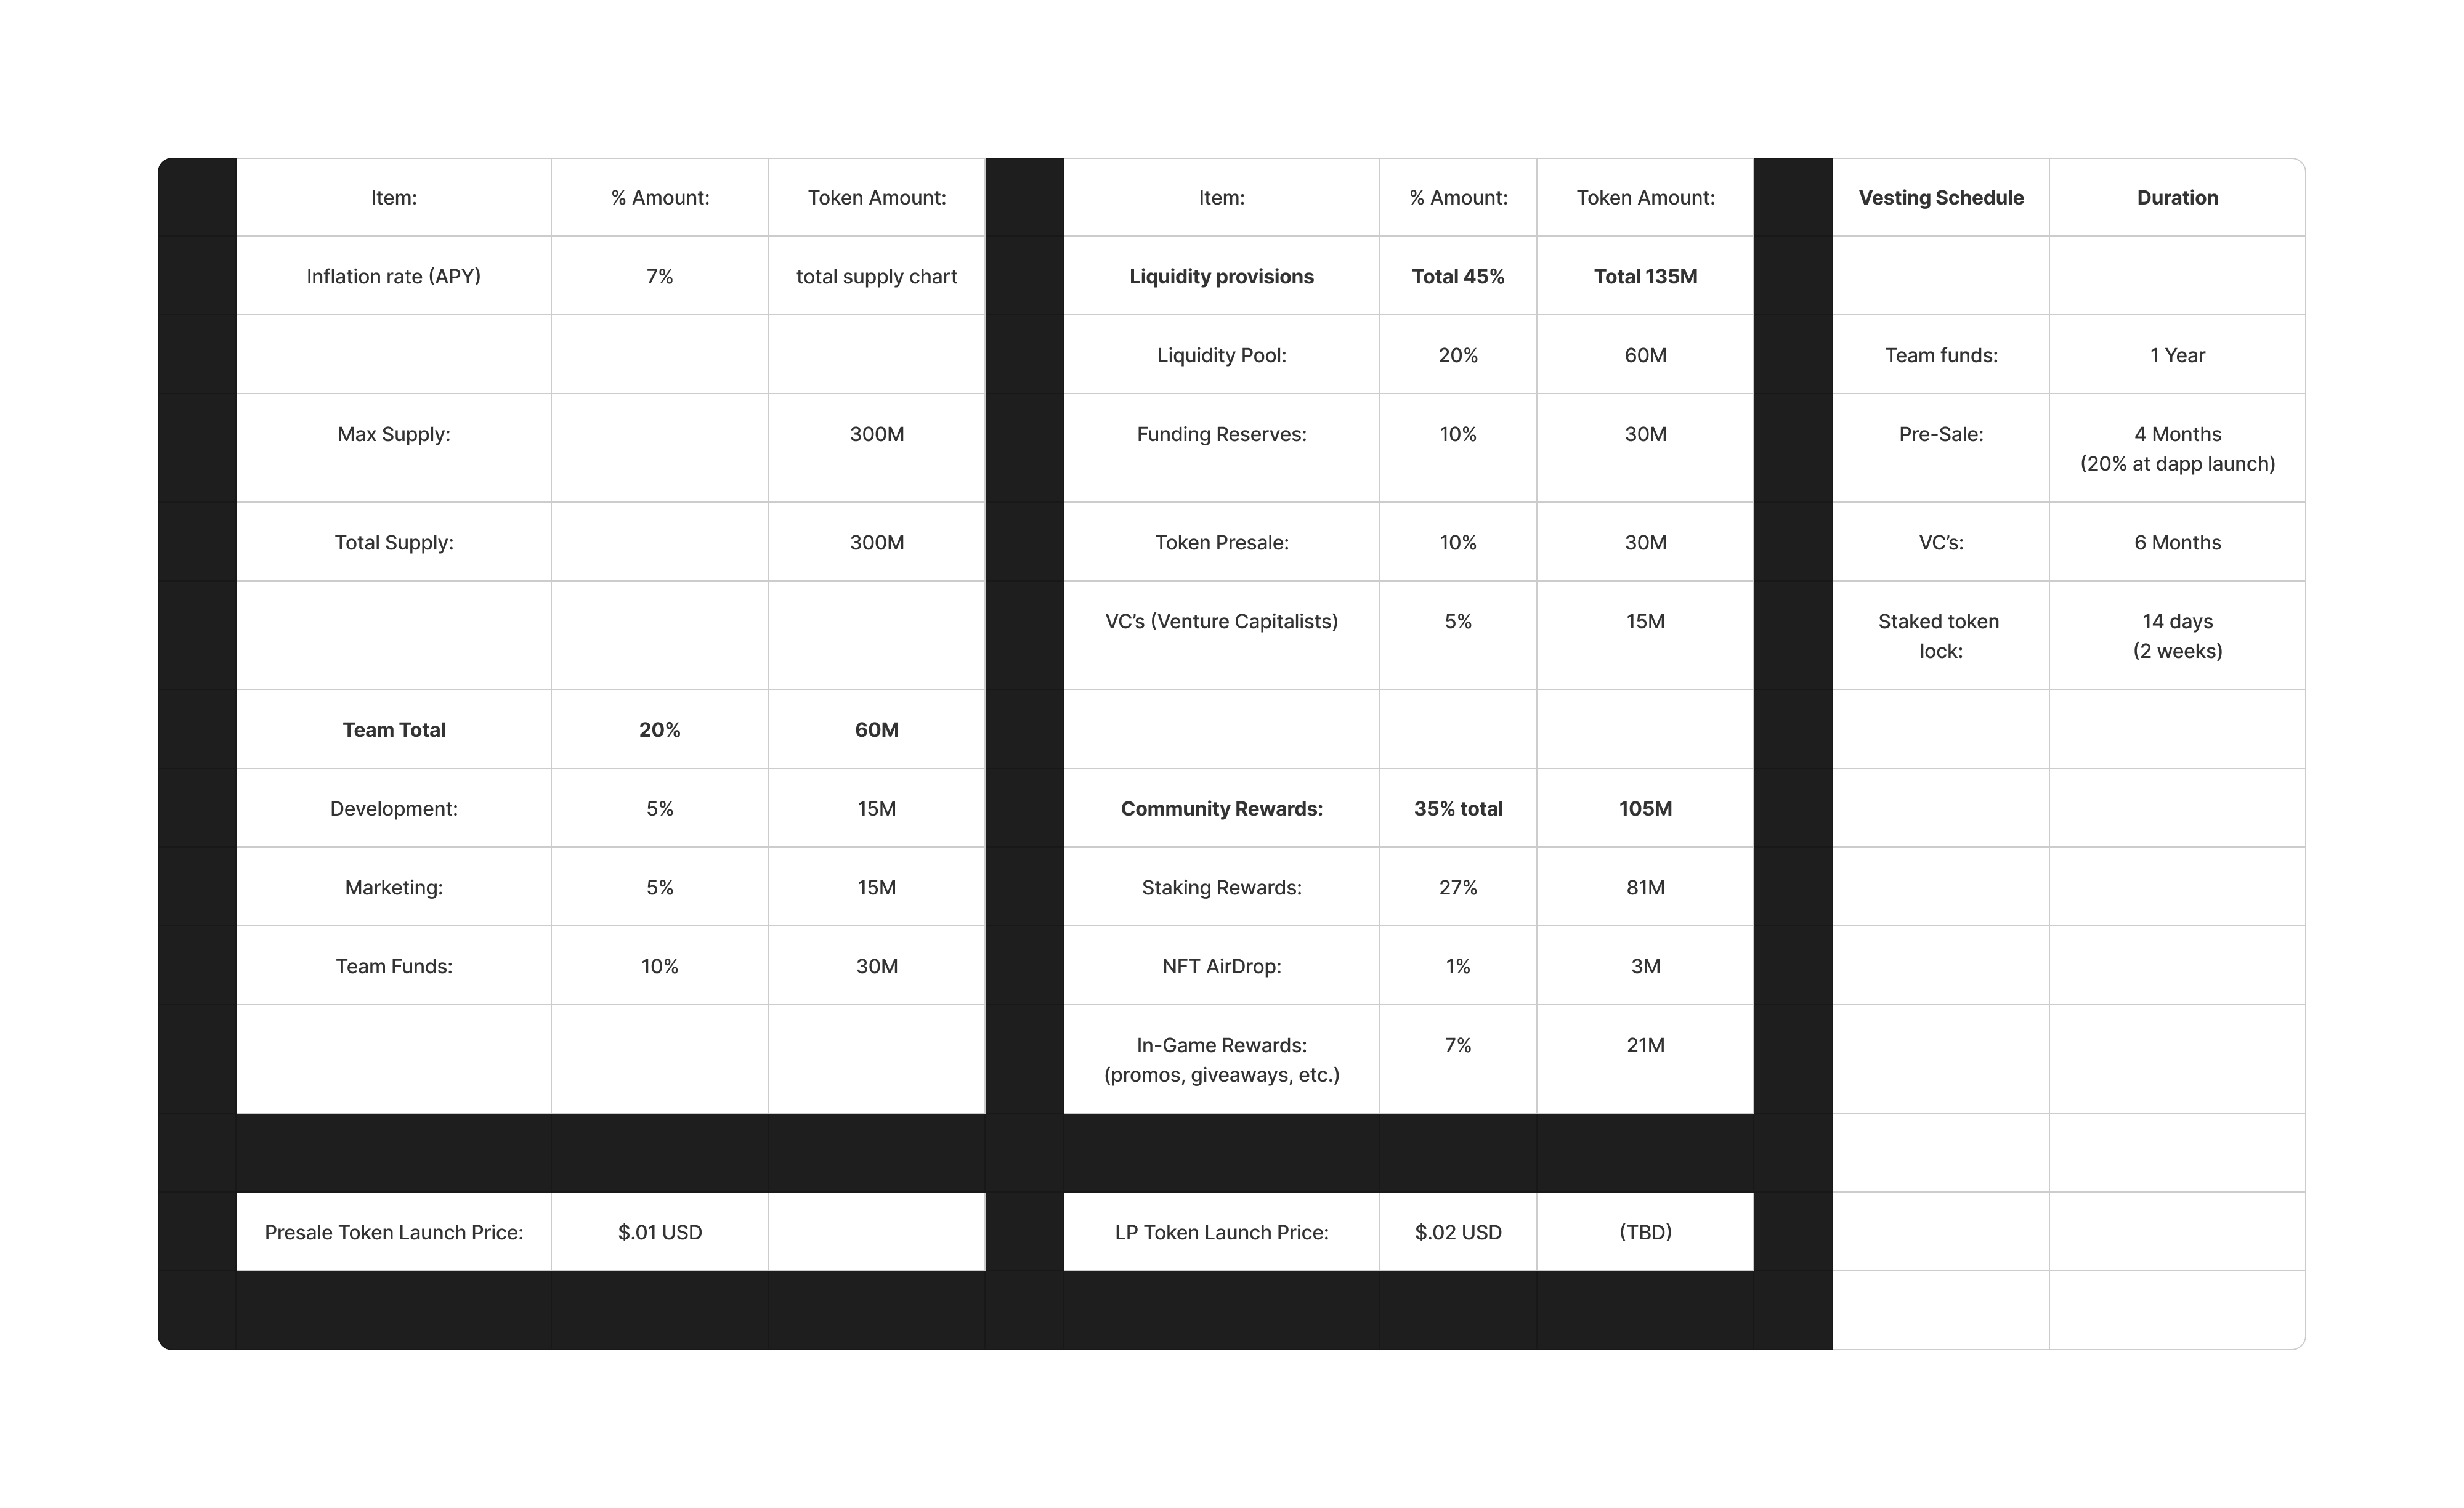 Item: % Amount: Token Amount: Item: % Amount: Token Amount: Vesting Schedule Duration
Inflation rate (APY) 7% total supply chart Liquidity provisions Total 45% Total 135M
Liquidity Pool: 20% 60M Team funds: 1 Year
Max Supply: 300M Funding Reserves: 10% 30M Pre-Sale: 4 Months
(20% at dapp launch)
Total Supply: 300M Token Presale: 10% 30M VC’s: 6 Months
VC’s (Venture Capitalists) 5% 15M Staked token 14 days
lock: (2 weeks)
Team Total 20% 60M
Development: 5% 15M Community Rewards: 35% total 105M
Marketing: 5% 15M Staking Rewards: 27% 81M
Team Funds: 10% 30M NFT AirDrop: 1% 3M
In-Game Rewards: 7% 21M
(promos, giveaways, etc.)
Presale Token Launch Price: $.01 USD LP Token Launch Price: $.02 USD (TBD)